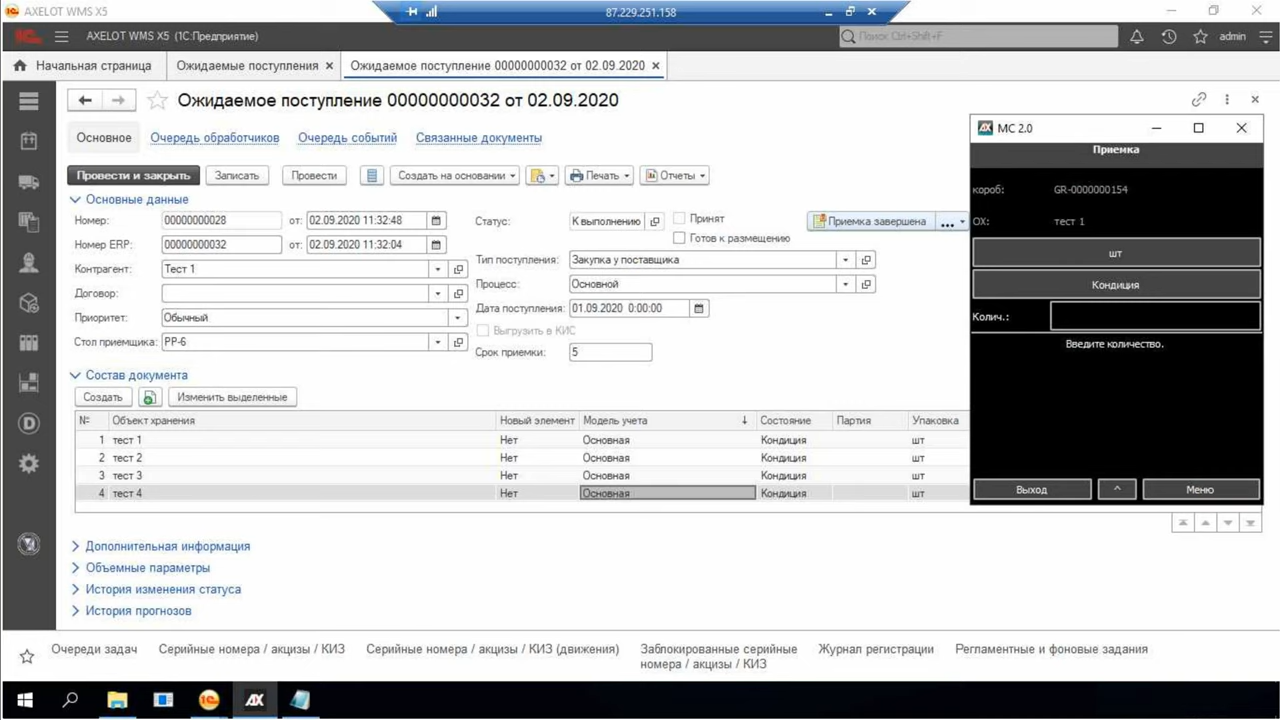 AXELOT WMS X5
87.229.251.158
AXELOT WMS X5 (1С:Предприятие)
Поиск Ctrl+Shift+F
admin
Начальная страница
Ожидаемые поступления ×
Ожидаемое поступление 00000000032 от 02.09.2020 ×
Ожидаемое поступление 00000000032 от 02.09.2020
Основное Очередь обработчиков Очередь событий Связанные документы
Провести и закрыть Записать Провести Создать на основании Печать Отчеты
Основные данные
Номер: 00000000028 от: 02.09.2020 11:32:48
Номер ERP: 00000000032 от: 02.09.2020 11:32:04
Контрагент: Тест 1
Договор:
Приоритет: Обычный
Стол приемщика: PP-6
Статус: К выполнению Принят Приемка завершена ...
Готов к размещению
Тип поступления: Закупка у поставщика
Процесс: Основной
Дата поступления: 01.09.2020 0:00:00
Выгрузить в КИС
Срок приемки: 5
Состав документа
Создать Изменить выделенные
№ Объект хранения Новый элемент Модель учета ↓ Состояние Партия Упаковка
1 тест 1 Нет Основная Кондиция шт
2 тест 2 Нет Основная Кондиция шт
3 тест 3 Нет Основная Кондиция шт
4 тест 4 Нет Основная Кондиция шт
Дополнительная информация
Объемные параметры
История изменения статуса
История прогнозов
МС 2.0
Приемка
короб: GR-0000000154
ОХ: тест 1
шт
Кондиция
Колич.:
Введите количество.
Выход ^ Меню
Очереди задач Серийные номера / акцизы / КИЗ Серийные номера / акцизы / КИЗ (движения) Заблокированные серийные номера / акцизы / КИЗ Журнал регистрации Регламентные и фоновые задания